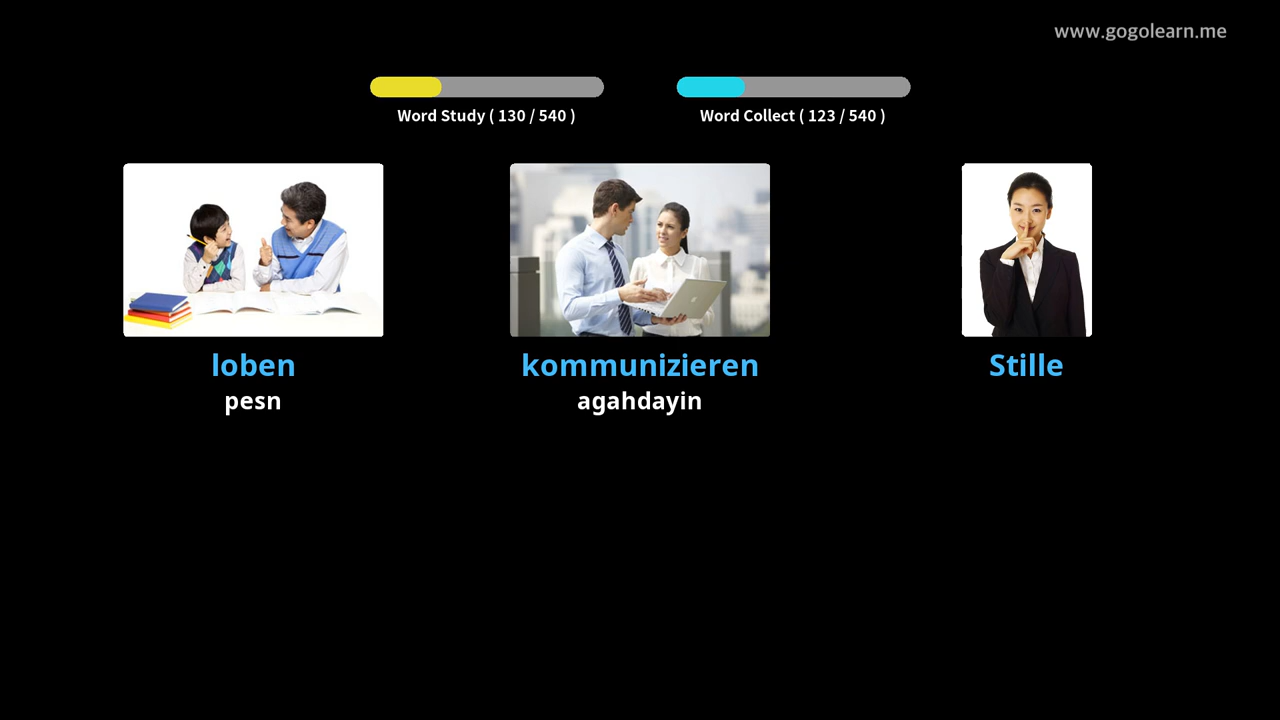 www.gogolearn.me
Word Study ( 130 / 540 )
Word Collect ( 123 / 540 )
loben
kommunizieren
Stille
pesn
agahdayin